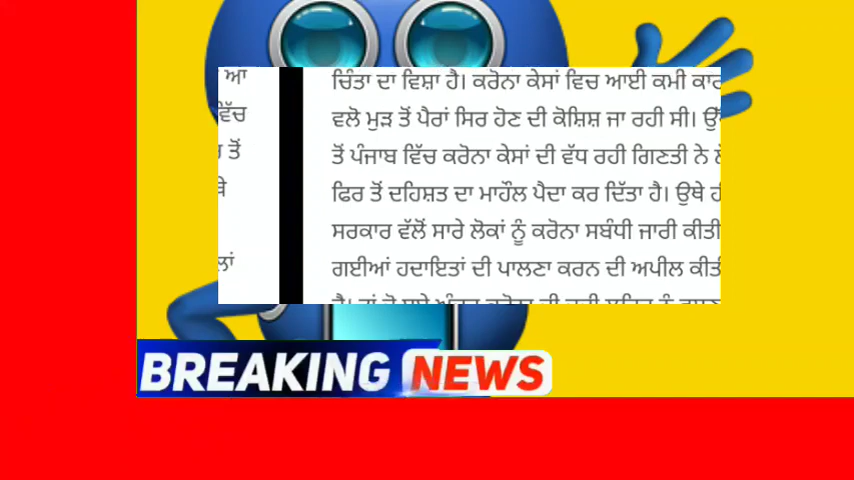 ਆ
ਵਿੱਚ
ਤੋਂ
ਚਿੰਤਾ ਦਾ ਵਿਸ਼ਾ ਹੈ। ਕਰੋਨਾ ਕੇਸਾਂ ਵਿਚ ਆਈ ਕਮੀ
ਵਲੋ ਮੁੜ ਤੋਂ ਪੈਰਾਂ ਸਿਰ ਹੋਣ ਦੀ ਕੋਸ਼ਿਸ਼ ਜਾ ਰਹੀ ਸੀ।
ਤੋਂ ਪੰਜਾਬ ਵਿੱਚ ਕਰੋਨਾ ਕੇਸਾਂ ਦੀ ਵੱਧ ਰਹੀ ਗਿਣਤੀ ਨੇ
ਫਿਰ ਤੋਂ ਦਹਿਸ਼ਤ ਦਾ ਮਾਹੌਲ ਪੈਦਾ ਕਰ ਦਿੱਤਾ ਹੈ। ਉਥੇ ਹੀ
ਸਰਕਾਰ ਵੱਲੋਂ ਸਾਰੇ ਲੋਕਾਂ ਨੂੰ ਕਰੋਨਾ ਸਬੰਧੀ ਜਾਰੀ ਕੀਤੀ
ਗਈਆਂ ਹਦਾਇਤਾਂ ਦੀ ਪਾਲਣਾ ਕਰਨ ਦੀ ਅਪੀਲ ਕੀਤੀ
BREAKING NEWS